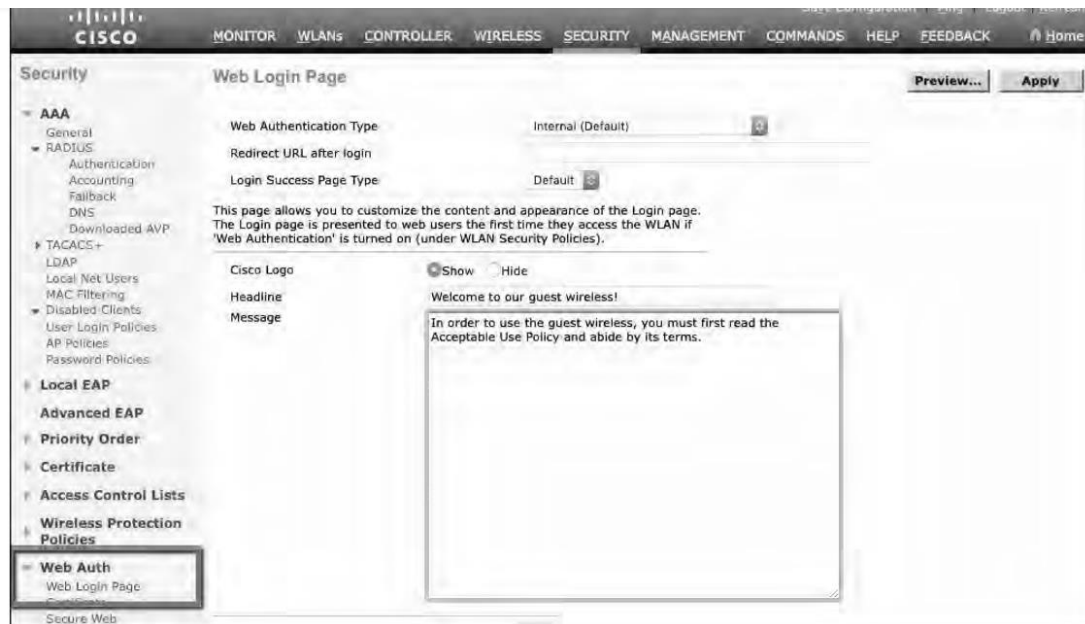 Save Configuration Ping Logout Refresh
CISCO
MONITOR WLANs CONTROLLER WIRELESS SECURITY MANAGEMENT COMMANDS HELP FEEDBACK Home
Security
AAA
General
RADIUS
Authentication
Accounting
Fallback
DNS
Downloaded AVP
TACACS+
LDAP
Local Net Users
MAC Filtering
Disabled Clients
User Login Policies
AP Policies
Password Policies
Local EAP
Advanced EAP
Priority Order
Certificate
Access Control Lists
Wireless Protection
Policies
Web Auth
Web Login Page
Certificate
Secure Web
Web Login Page
Preview...
Apply
Web Authentication Type Internal (Default)
Redirect URL after login
Login Success Page Type Default
This page allows you to customize the content and appearance of the Login page.
The Login page is presented to web users the first time they access the WLAN if
'Web Authentication' is turned on (under WLAN Security Policies).
Cisco Logo Show Hide
Headline Welcome to our guest wireless!
Message In order to use the guest wireless, you must first read the
Acceptable Use Policy and abide by its terms.